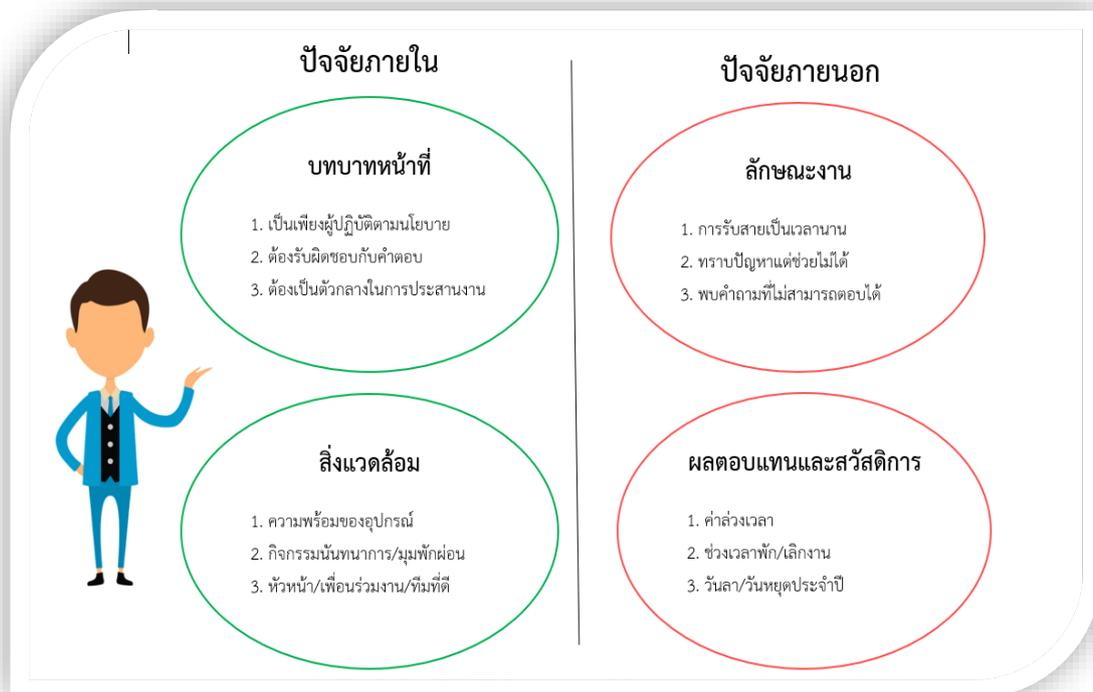 ปัจจัยภายใน
บทบาทหน้าที่
1. เป็นเพียงผู้ปฏิบัติตามนโยบาย
2. ต้องรับผิดชอบกับคำตอบ
3. ต้องเป็นตัวกลางในการประสานงาน
สิ่งแวดล้อม
1. ความพร้อมของอุปกรณ์
2. กิจกรรมนันทนาการ/มุมพักผ่อน
3. หัวหน้า/เพื่อนร่วมงาน/ทีมที่ดี
ปัจจัยภายนอก
ลักษณะงาน
1. การรับสายเป็นเวลานาน
2. ทราบปัญหาแต่ช่วยไม่ได้
3. พบคำถามที่ไม่สามารถตอบได้
ผลตอบแทนและสวัสดิการ
1. ค่าล่วงเวลา
2. ช่วงเวลาพัก/เลิกงาน
3. วันลา/วันหยุดประจำปี